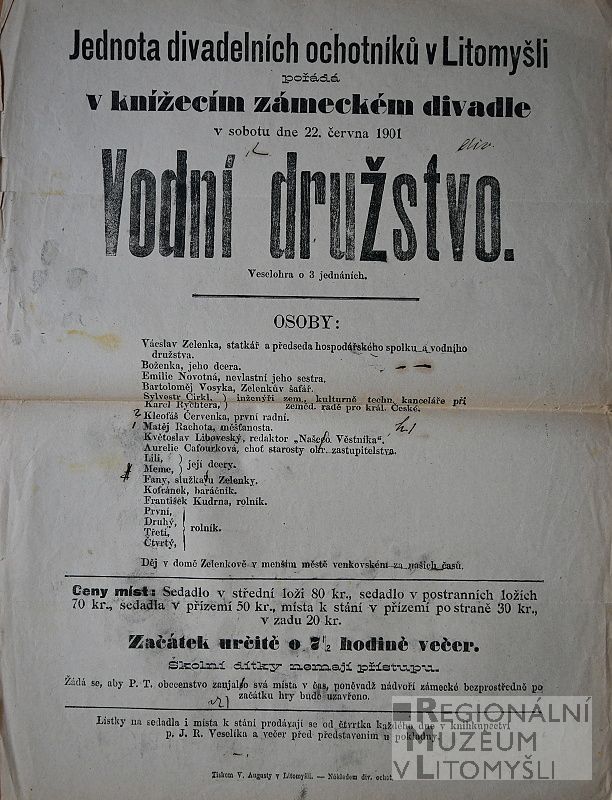 Jednota divadelních ochotníků v Litomyšli
pořádá
v knížecím zámeckém divadle
v sobotu dne 22. června 1901
div.
Vodní družstvo.
Veselohra o 3 jednáních.
OSOBY:
Václav Zelenka, statkář a předseda hospodářského spolku a vodního
družstva.
Boženka, jeho dcera.
Emilie Novotná, nevlastní jeho sestra.
Bartoloměj Vosyka, Zelenkův šafář.
Sylvestr Cirkl, } inženýři zem. kulturně techn. kanceláře při
Karel Rychtera, } zeměd. radě pro král. České.
2 Kleofáš Červenka, první radní.
1 Matěj Rachota, měšťanosta.
Květoslav Liboveský, redaktor „Našeho Věstníka".
Aurelie Cafourková, choť starosty okr. zastupitelstva.
Lili, } její dcery.
Meme,
Fany, služka u Zelenky.
Kofránek, baráčník.
František Kudrna, rolník.
První,
Druhý, } rolník.
Třetí,
Čtvrtý,
Děj v domě Zelenkově v menším městě venkovském za našich časů.
Ceny míst: Sedadlo v střední loži 80 kr., sedadlo v postranních ložích
70 kr., sedadla v přízemí 50 kr., místa k stání v přízemí po straně 30 kr.,
v zadu 20 kr.
Začátek určitě o 7 1/2 hodině večer.
Školní dítky nemají přístupu.
Žádá se, aby P. T. obecenstvo zaujalo svá místa v čas, poněvadž nádvoří zámecké bezprostředně po
začátku hry bude uzavřeno.
Lístky na sedadla i místa k stání prodávají se od čtvrtka každého dne v knihkupectví
p. J. R. Veselíka a večer před představením u pokladny.
Tiskem V. Augusty v Litomyšli. — Nákladem div. ochot.
REGIONÁLNÍ
MUZEUM
V LITOMYŠLI